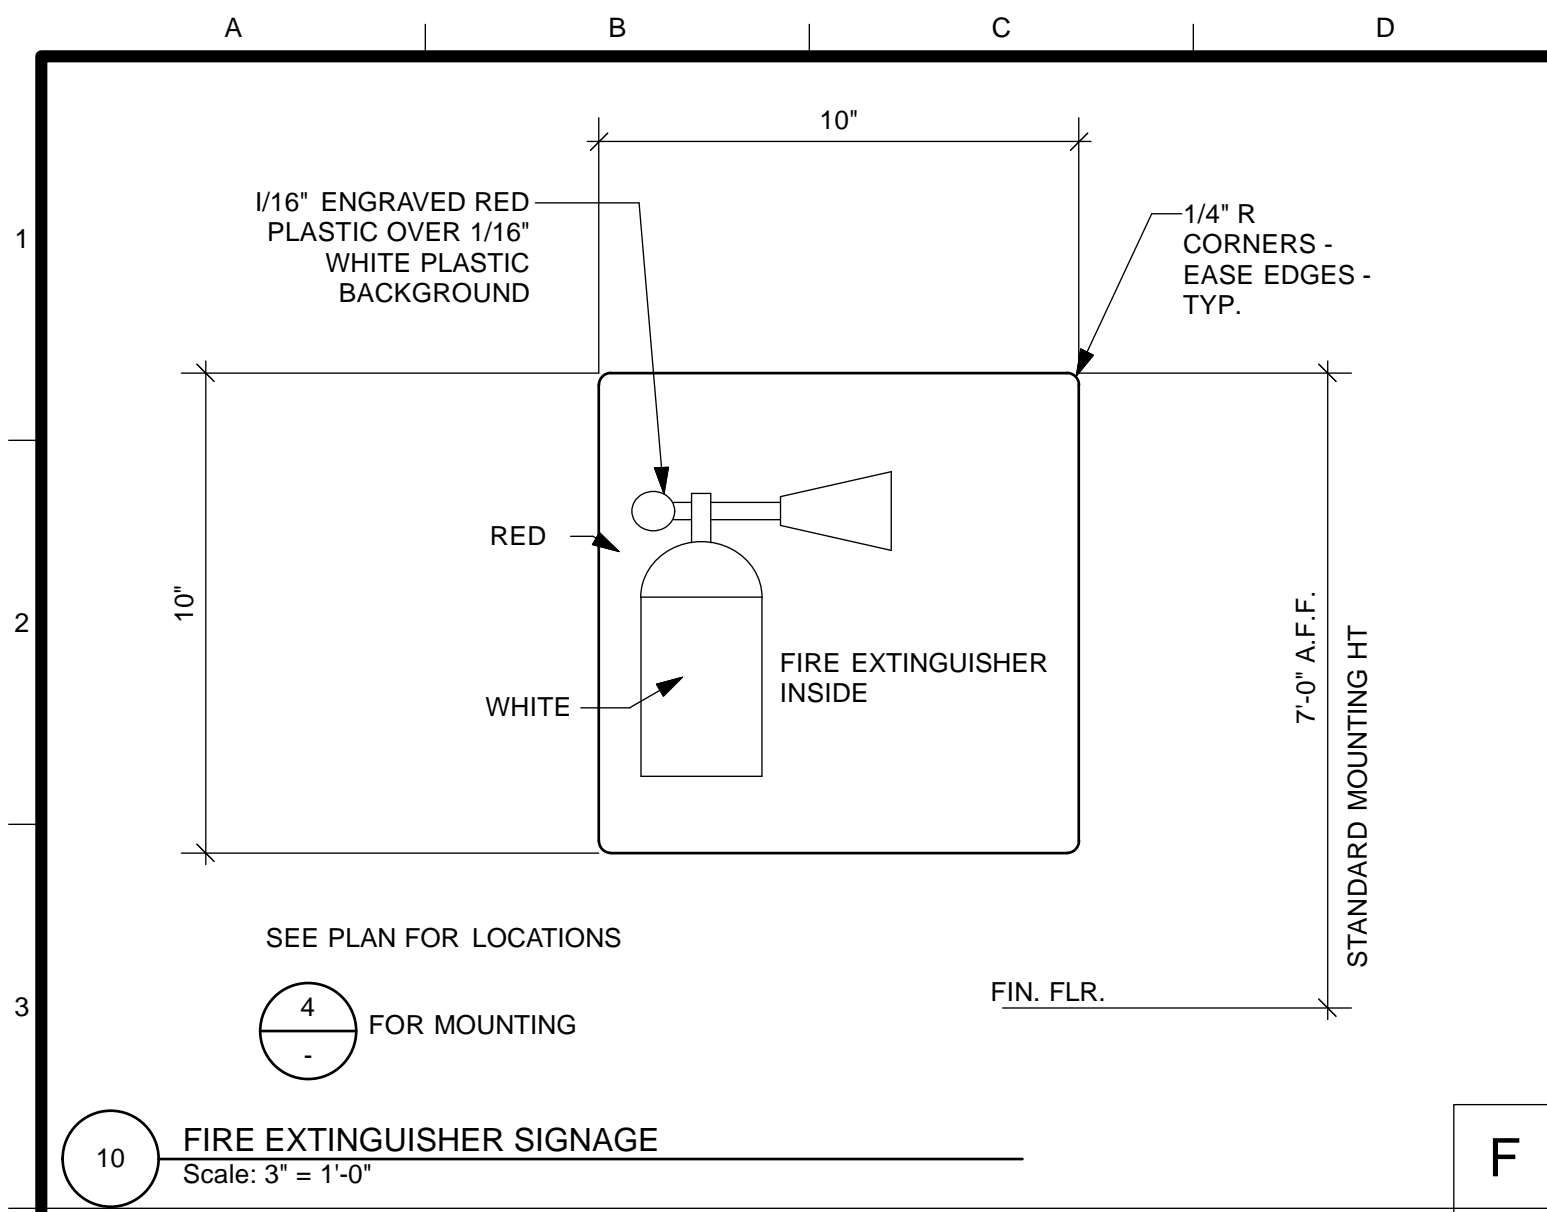 A
B
C
D
10"
I/16" ENGRAVED RED
PLASTIC OVER 1/16"
WHITE PLASTIC
BACKGROUND
1/4" R
CORNERS -
EASE EDGES -
TYP.
1
RED
10"
2
7'-0" A.F.F.
STANDARD MOUNTING HT
FIRE EXTINGUISHER
INSIDE
WHITE
SEE PLAN FOR LOCATIONS
FIN. FLR.
3
4
-
FOR MOUNTING
10
FIRE EXTINGUISHER SIGNAGE
Scale: 3" = 1'-0"
F